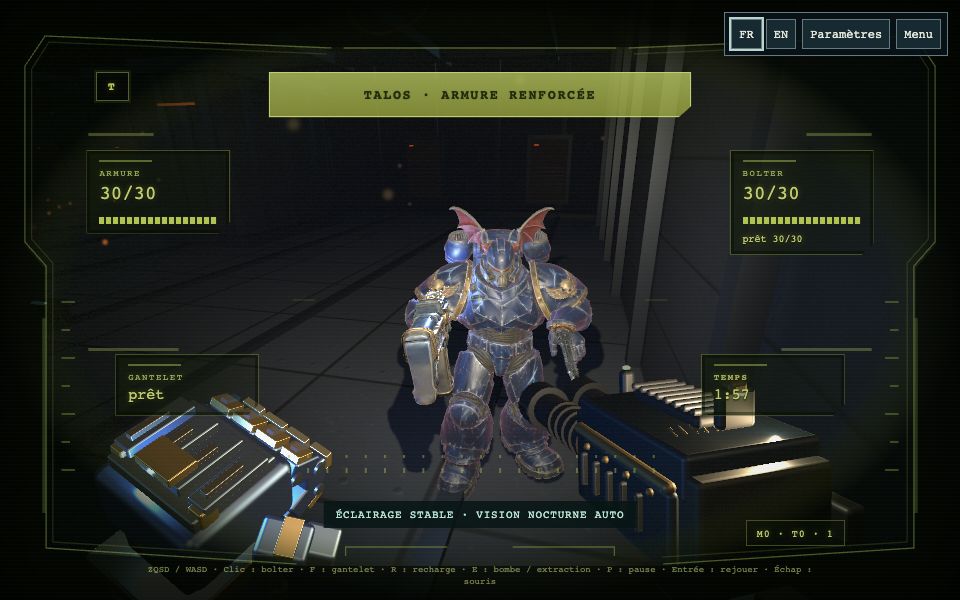 FR EN Paramètres Menu
T
TALOS · ARMURE RENFORCÉE
ARMURE
30/30
BOLTER
30/30
prêt 30/30
GANTELET
prêt
TEMPS
1:57
ÉCLAIRAGE STABLE · VISION NOCTURNE AUTO
M0 · T0 · 1
ZQSD / WASD · Clic : bolter · F : gantelet · R : recharge · E : bombe / extraction · P : pause · Entrée : rejouer · Échap :
souris